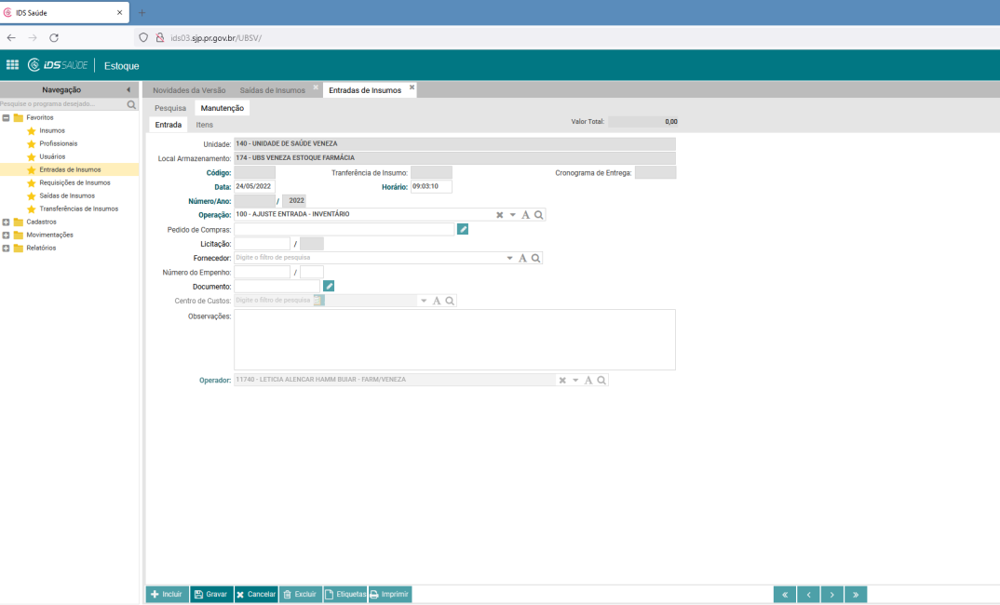 IDS Saúde
ids03.sjp.pr.gov.br/UBSV/
iDSSAÚDE Estoque
Navegação
Pesquise o programa desejado...
Favoritos
Insumos
Profissionais
Usuários
Entradas de Insumos
Requisições de Insumos
Saídas de Insumos
Transferências de Insumos
Cadastros
Movimentações
Relatórios
Novidades da Versão Saídas de Insumos Entradas de Insumos
Pesquisa Manutenção
Entrada Itens Valor Total: 0,00
Unidade: 140 - UNIDADE DE SAÚDE VENEZA
Local Armazenamento: 174 - UBS VENEZA ESTOQUE FARMÁCIA
Código: Tranferência de Insumo: Cronograma de Entrega:
Data: 24/05/2022 Horário: 09:03:10
Número/Ano: / 2022
Operação: 100 - AJUSTE ENTRADA - INVENTÁRIO A
Pedido de Compras:
Licitação: /
Fornecedor: Digite o filtro de pesquisa A
Número do Empenho: /
Documento:
Centro de Custos: Digite o filtro de pesquisa A
Observações:
Operador: 11740 - LETICIA ALENCAR HAMM BUIAR - FARM/VENEZA A
Incluir Gravar Cancelar Excluir Etiquetas Imprimir